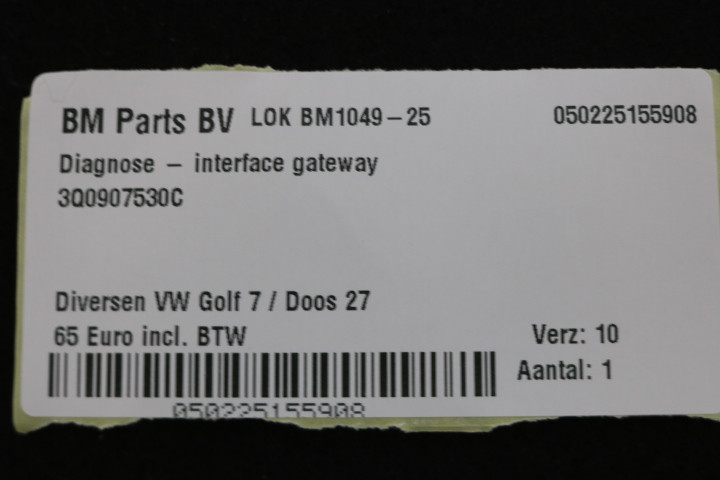 BM Parts BV LOK BM1049-25 050225155908
Diagnose - interface gateway
3Q0907530C
Diversen VW Golf 7 / Doos 27
65 Euro incl. BTW Verz: 10
Aantal: 1
050225155908